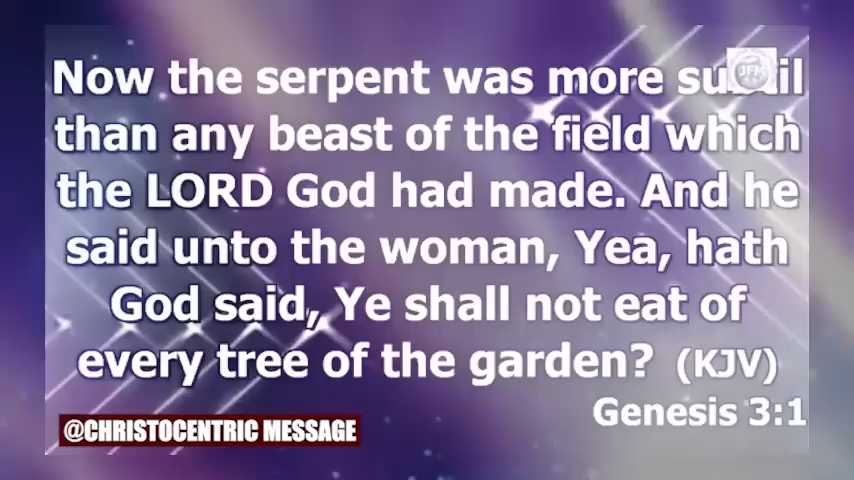 Now the serpent was more subtil
than any beast of the field which
the LORD God had made. And he
said unto the woman, Yea, hath
God said, Ye shall not eat of
every tree of the garden? (KJV)
Genesis 3:1
@CHRISTOCENTRIC MESSAGE